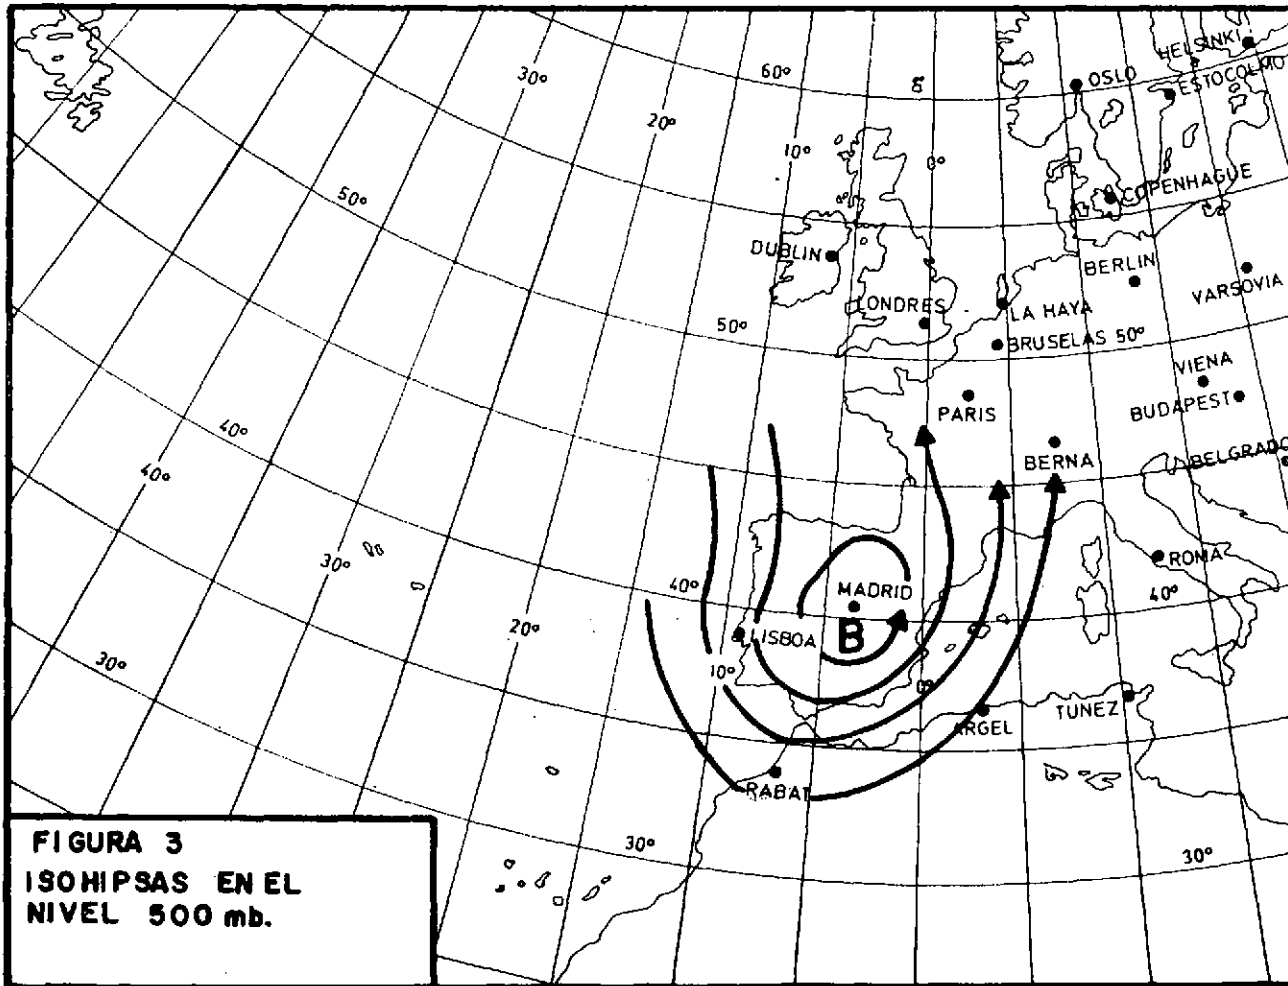 HELSINKI
60°
OSLO
ESTOCOLMO
30°
20°
10°
0°
50°
COPENHAGUE
DUBLIN
BERLIN
VARSOVIA
LONDRES
LA HAYA
50°
BRUSELAS 50°
VIENA
BUDAPEST
PARIS
40°
BERNA
BELGRADO
40°
30°
ROMA
40°
MADRID
40°
20°
LISBOA
B
30°
10°
0°
TUNEZ
ARGEL
RABAT
30°
30°
FIGURA 3
ISOHIPSAS EN EL
NIVEL 500 mb.